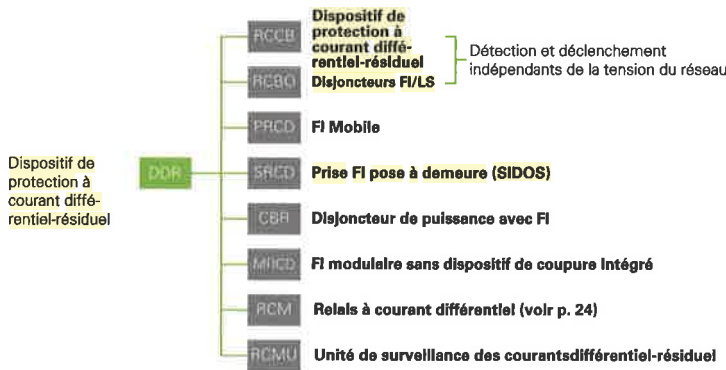 Dispositif de
protection à
courant diffé-
rentiel-résiduel
DDR
RCCB
Dispositif de
protection à
courant diffé-
rentiel-résiduel
RCBO
Disjoncteurs FI/LS
Détection et déclenchement
indépendants de la tension du réseau
PRCD
FI Mobile
SRCD
Prise FI pose à demeure (SIDOS)
CBR
Disjoncteur de puissance avec FI
MRCD
FI modulaire sans dispositif de coupure intégré
RCM
Relais à courant différentiel (voir p. 24)
RCMU
Unité de surveillance des courantsdifférentiel-résiduel